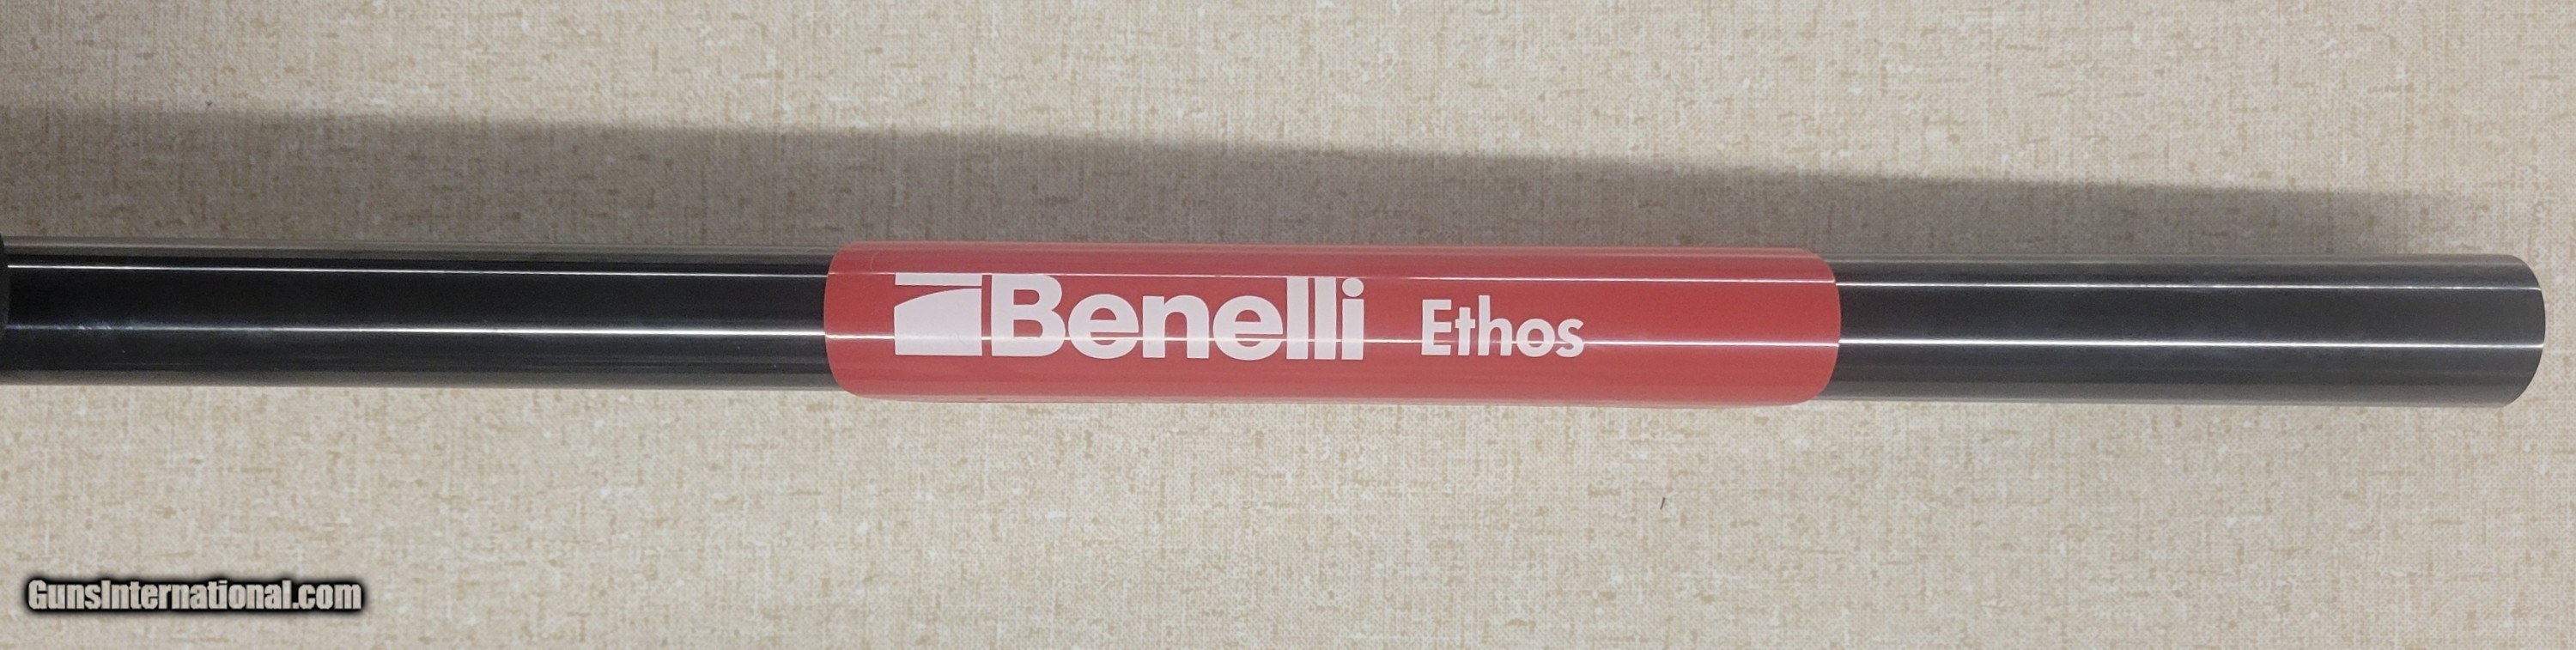 Benelli Ethos
GunsInternational.com